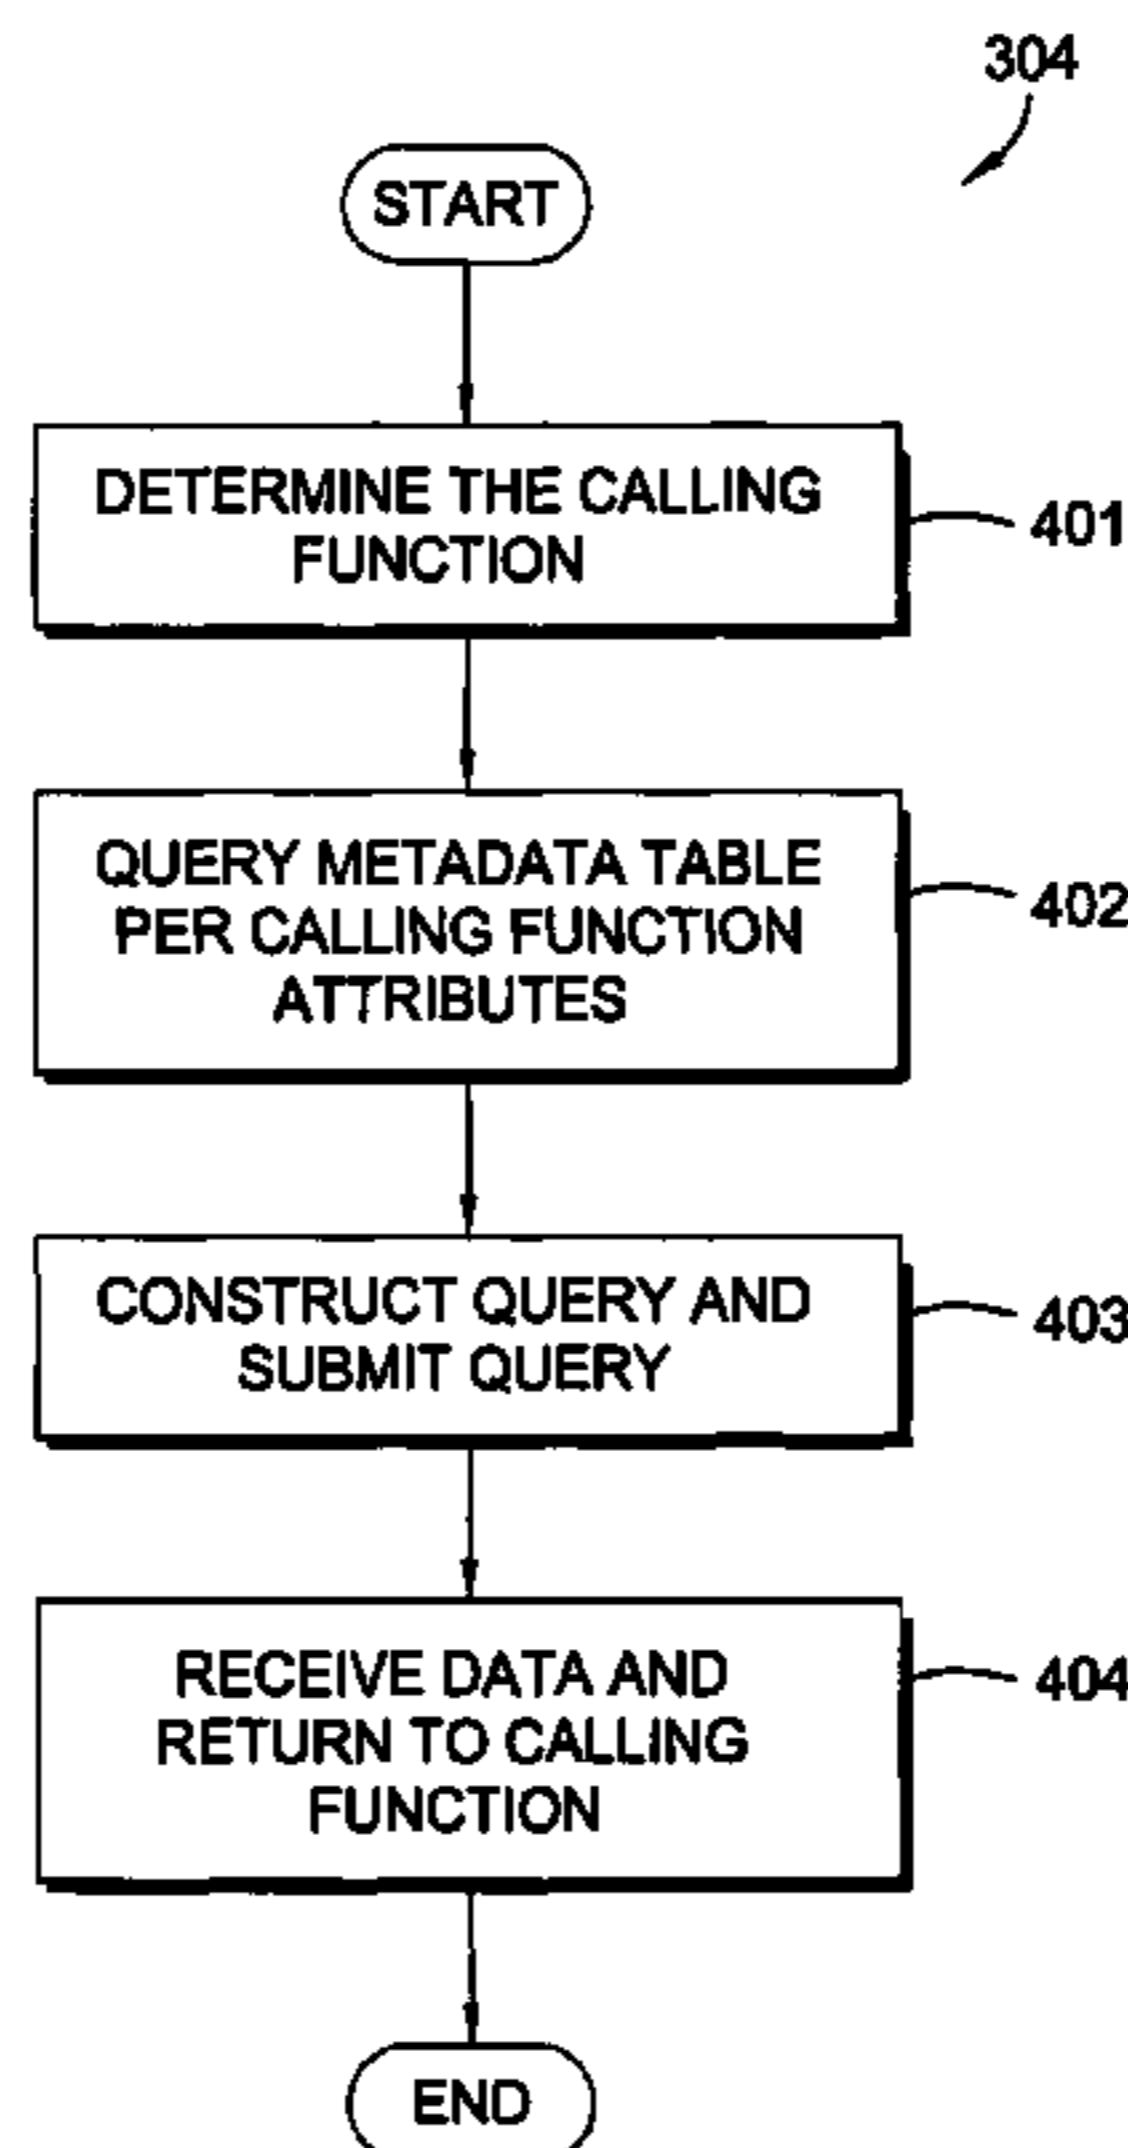 304
START
DETERMINE THE CALLING
FUNCTION
401
QUERY METADATA TABLE
PER CALLING FUNCTION
ATTRIBUTES
402
CONSTRUCT QUERY AND
SUBMIT QUERY
403
RECEIVE DATA AND
RETURN TO CALLING
FUNCTION
404
END